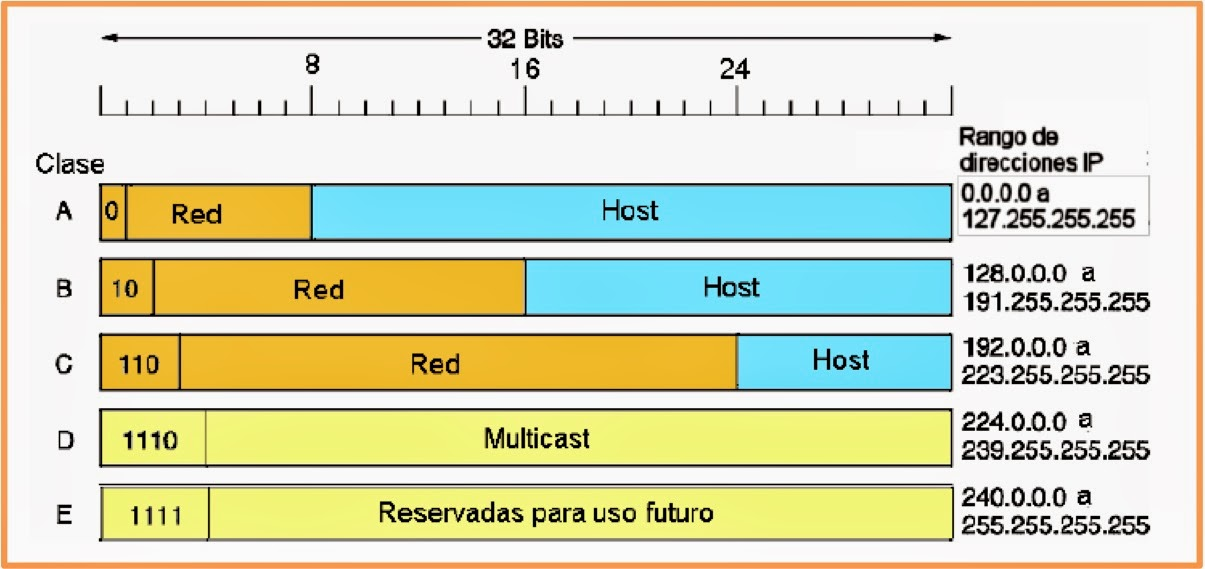 32 Bits
8 16 24
Rango de
direcciones IP
Clase
A 0 Red Host 0.0.0.0 a
127.255.255.255
B 10 Red Host 128.0.0.0 a
191.255.255.255
C 110 Red Host 192.0.0.0 a
223.255.255.255
D 1110 Multicast 224.0.0.0 a
239.255.255.255
E 1111 Reservadas para uso futuro 240.0.0.0 a
255.255.255.255